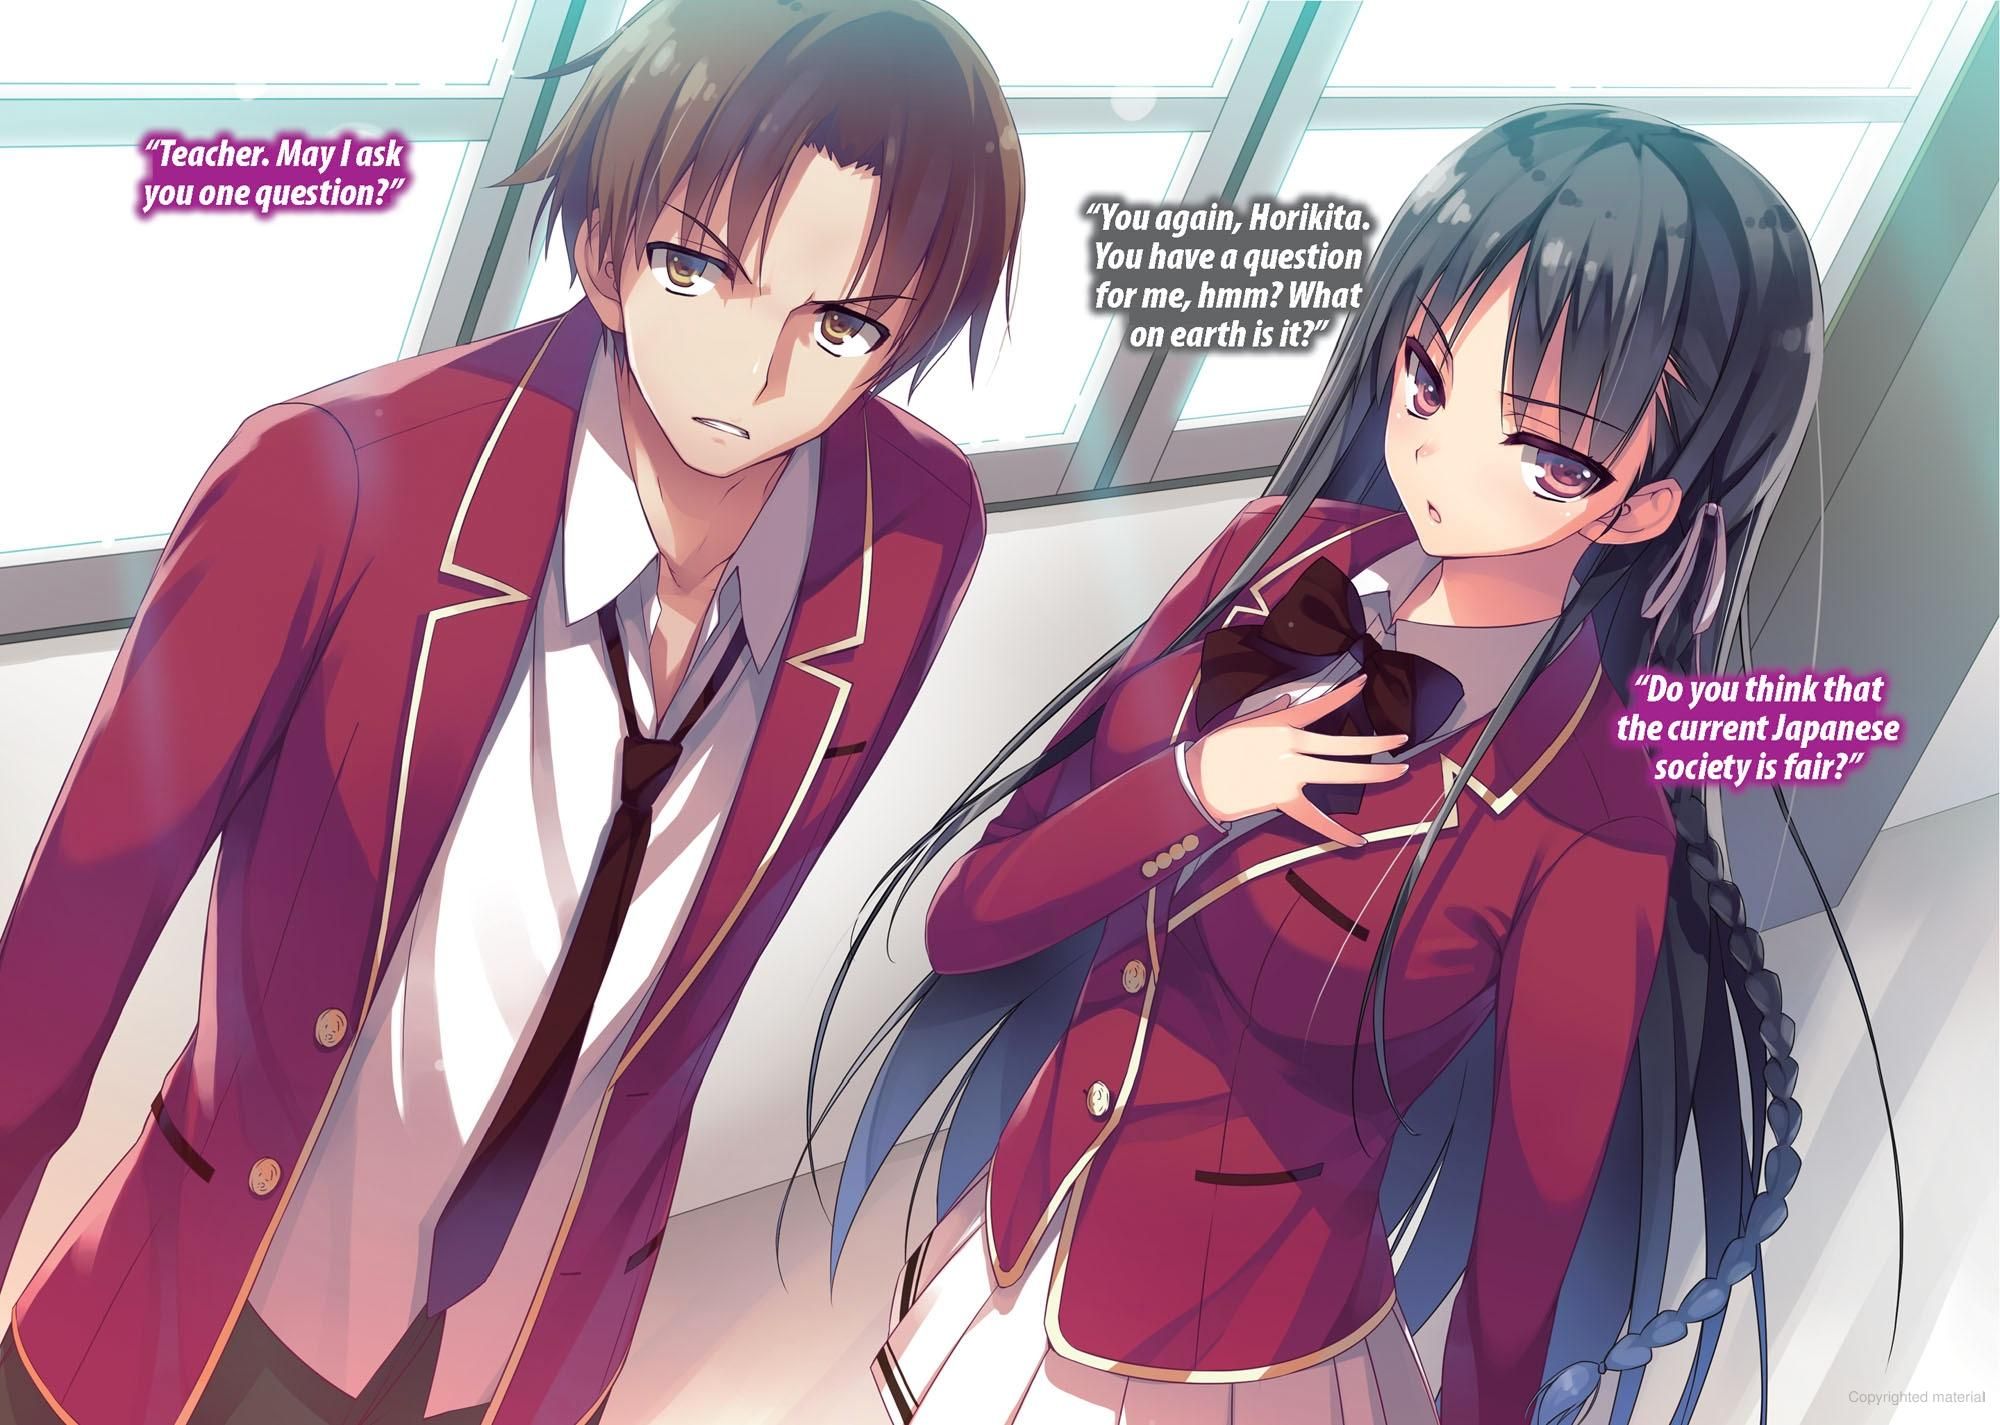 “Teacher. May I ask
you one question?”
“You again, Horikita.
You have a question
for me, hmm? What
on earth is it?”
“Do you think that
the current Japanese
society is fair?”
Copyrighted material